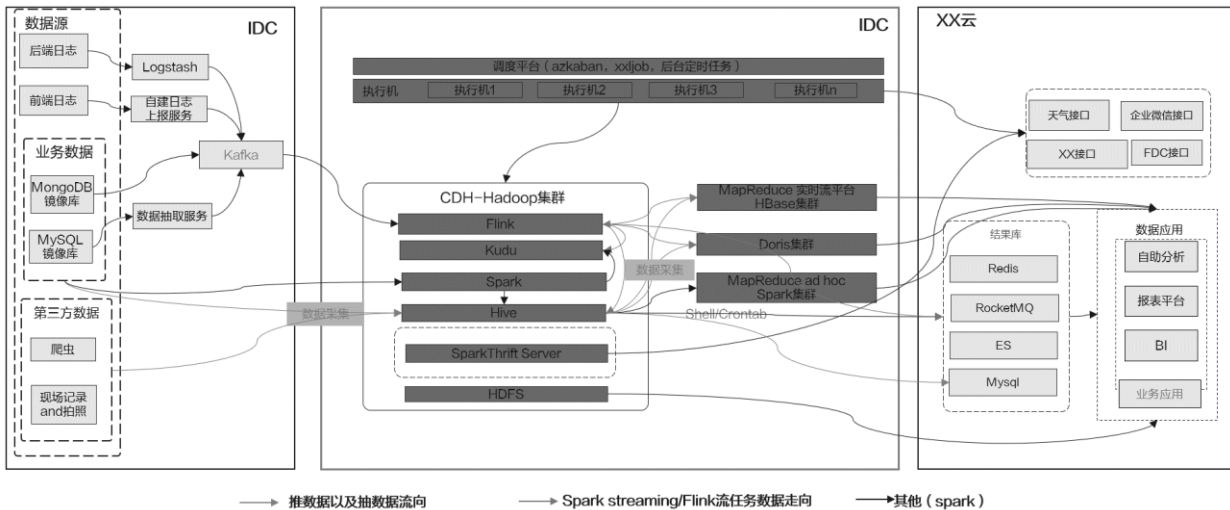 数据源
IDC
后端日志
Logstash
前端日志
自建日志
上报服务
业务数据
Kafka
MongoDB
镜像库
数据抽取服务
MySQL
镜像库
第三方数据
数据采集
爬虫
现场记录
and拍照
IDC
调度平台（azkaban，xxljob，后台定时任务）
执行机
执行机1
执行机2
执行机3
执行机n
CDH-Hadoop集群
Flink
Kudu
Spark
Hive
SparkThrift Server
HDFS
MapReduce 实时流平台
HBase集群
Doris集群
数据采集
MapReduce ad hoc
Spark集群
Shell/Crontab
XX云
天气接口
企业微信接口
XX接口
FDC接口
结果库
Redis
RocketMQ
ES
Mysql
数据应用
自助分析
报表平台
BI
业务应用
推数据以及抽数据流向
Spark streaming/Flink流任务数据走向
其他（spark）